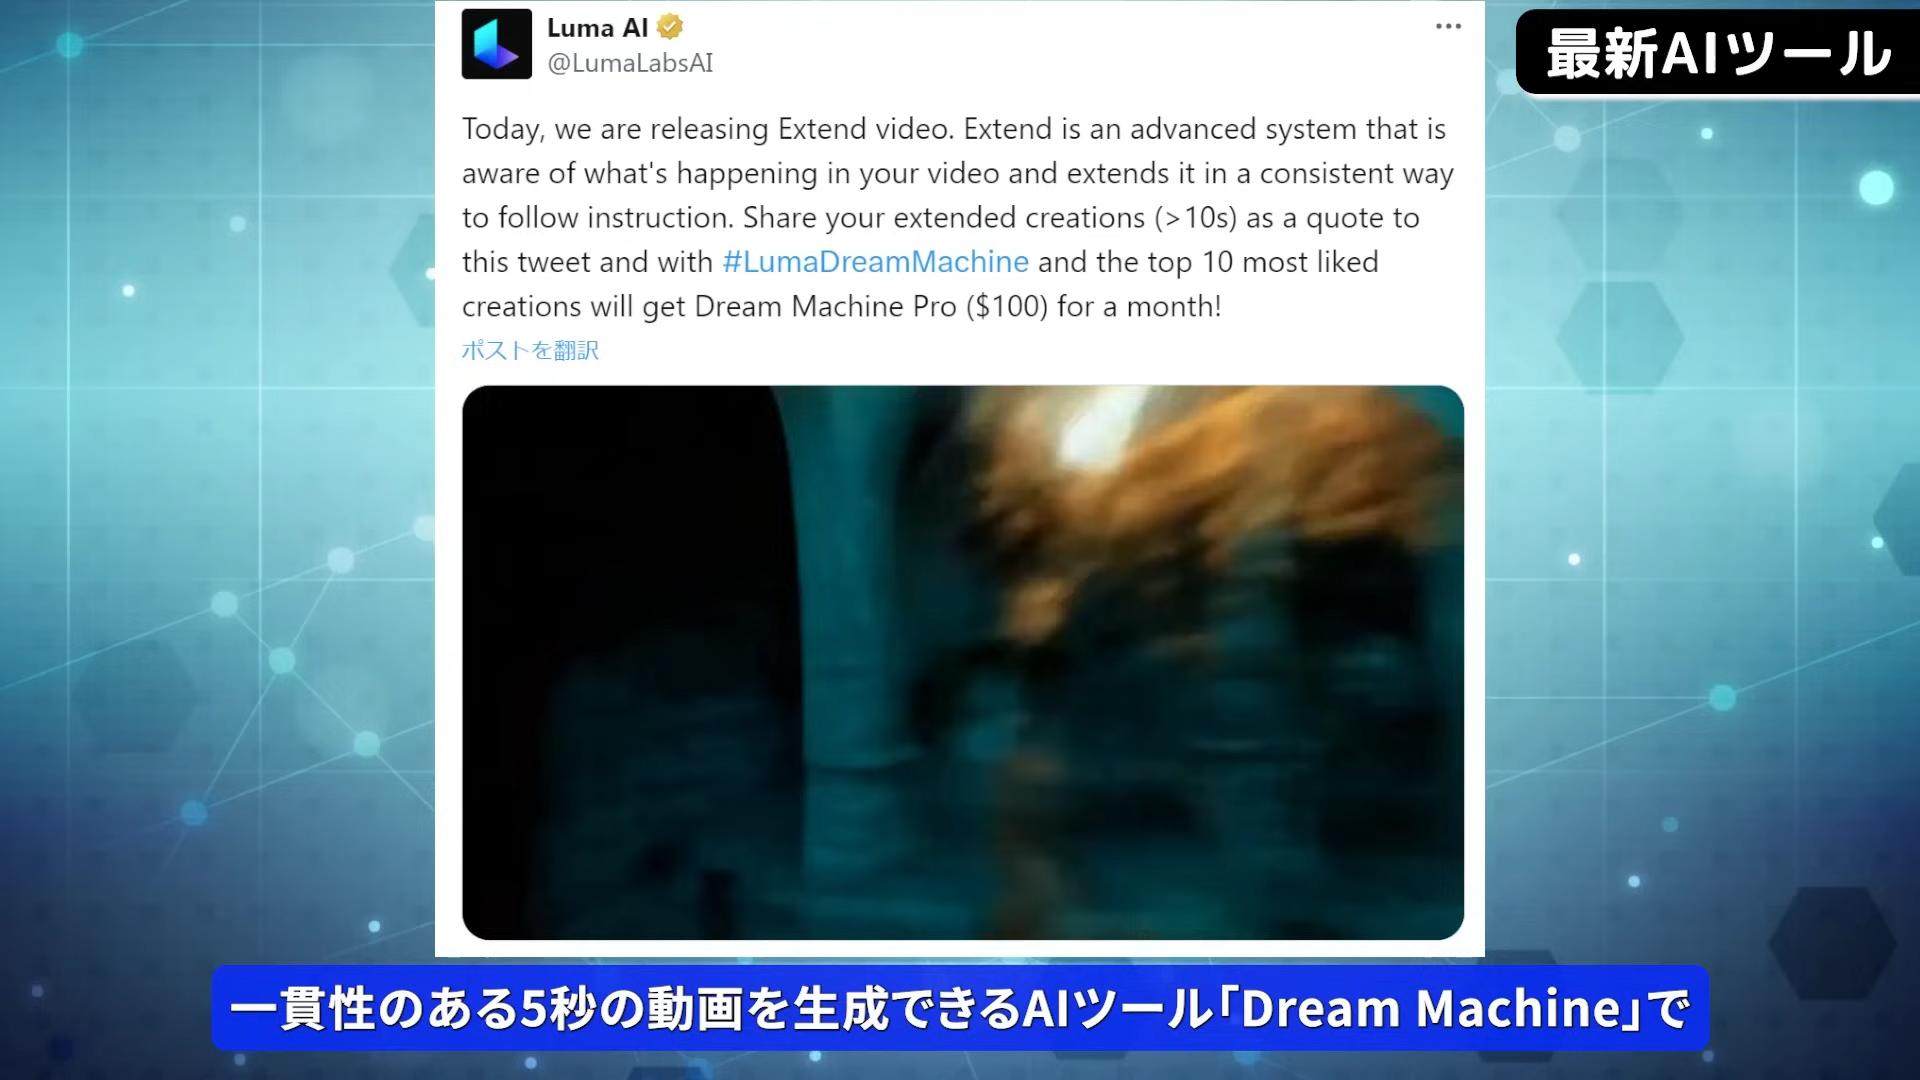 Luma AI
@LumaLabsAI
最新AIツール
Today, we are releasing Extend video. Extend is an advanced system that is
aware of what's happening in your video and extends it in a consistent way
to follow instruction. Share your extended creations (>10s) as a quote to
this tweet and with #LumaDreamMachine and the top 10 most liked
creations will get Dream Machine Pro ($100) for a month!
ポストを翻訳
一貫性のある5秒の動画を生成できるAIツール「Dream Machine」で